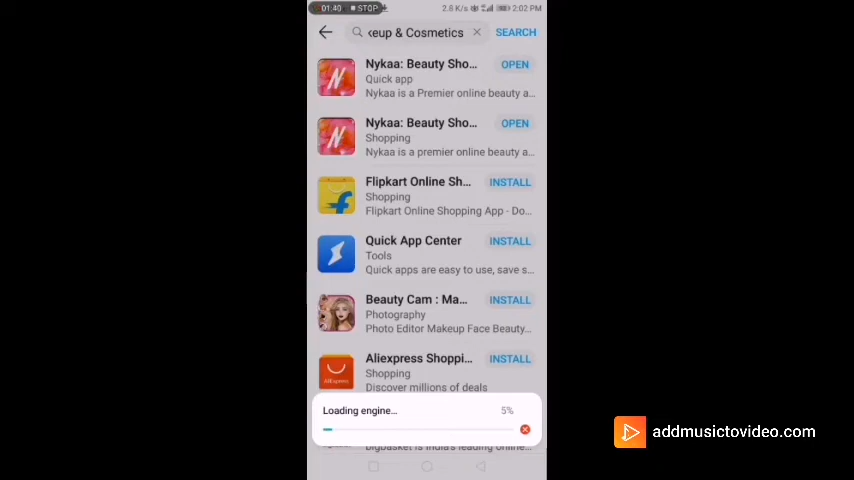 01:40 STOP 2.8 K/s 2:02 PM
eup & Cosmetics SEARCH
Nykaa: Beauty Sho... OPEN
Quick app
Nykaa is a Premier online beauty a...
Nykaa: Beauty Sho... OPEN
Shopping
Nykaa is a premier online beauty a...
Flipkart Online Sh... INSTALL
Shopping
Flipkart Online Shopping App - Do...
Quick App Center INSTALL
Tools
Quick apps are easy to use, save s...
Beauty Cam : Ma... INSTALL
Photography
Photo Editor Makeup Face Beauty...
Aliexpress Shoppi... INSTALL
Shopping
AliExpress
Discover millions of deals
Loading engine... 5%
bigbasket is India's leading online...
addmusictovideo.com